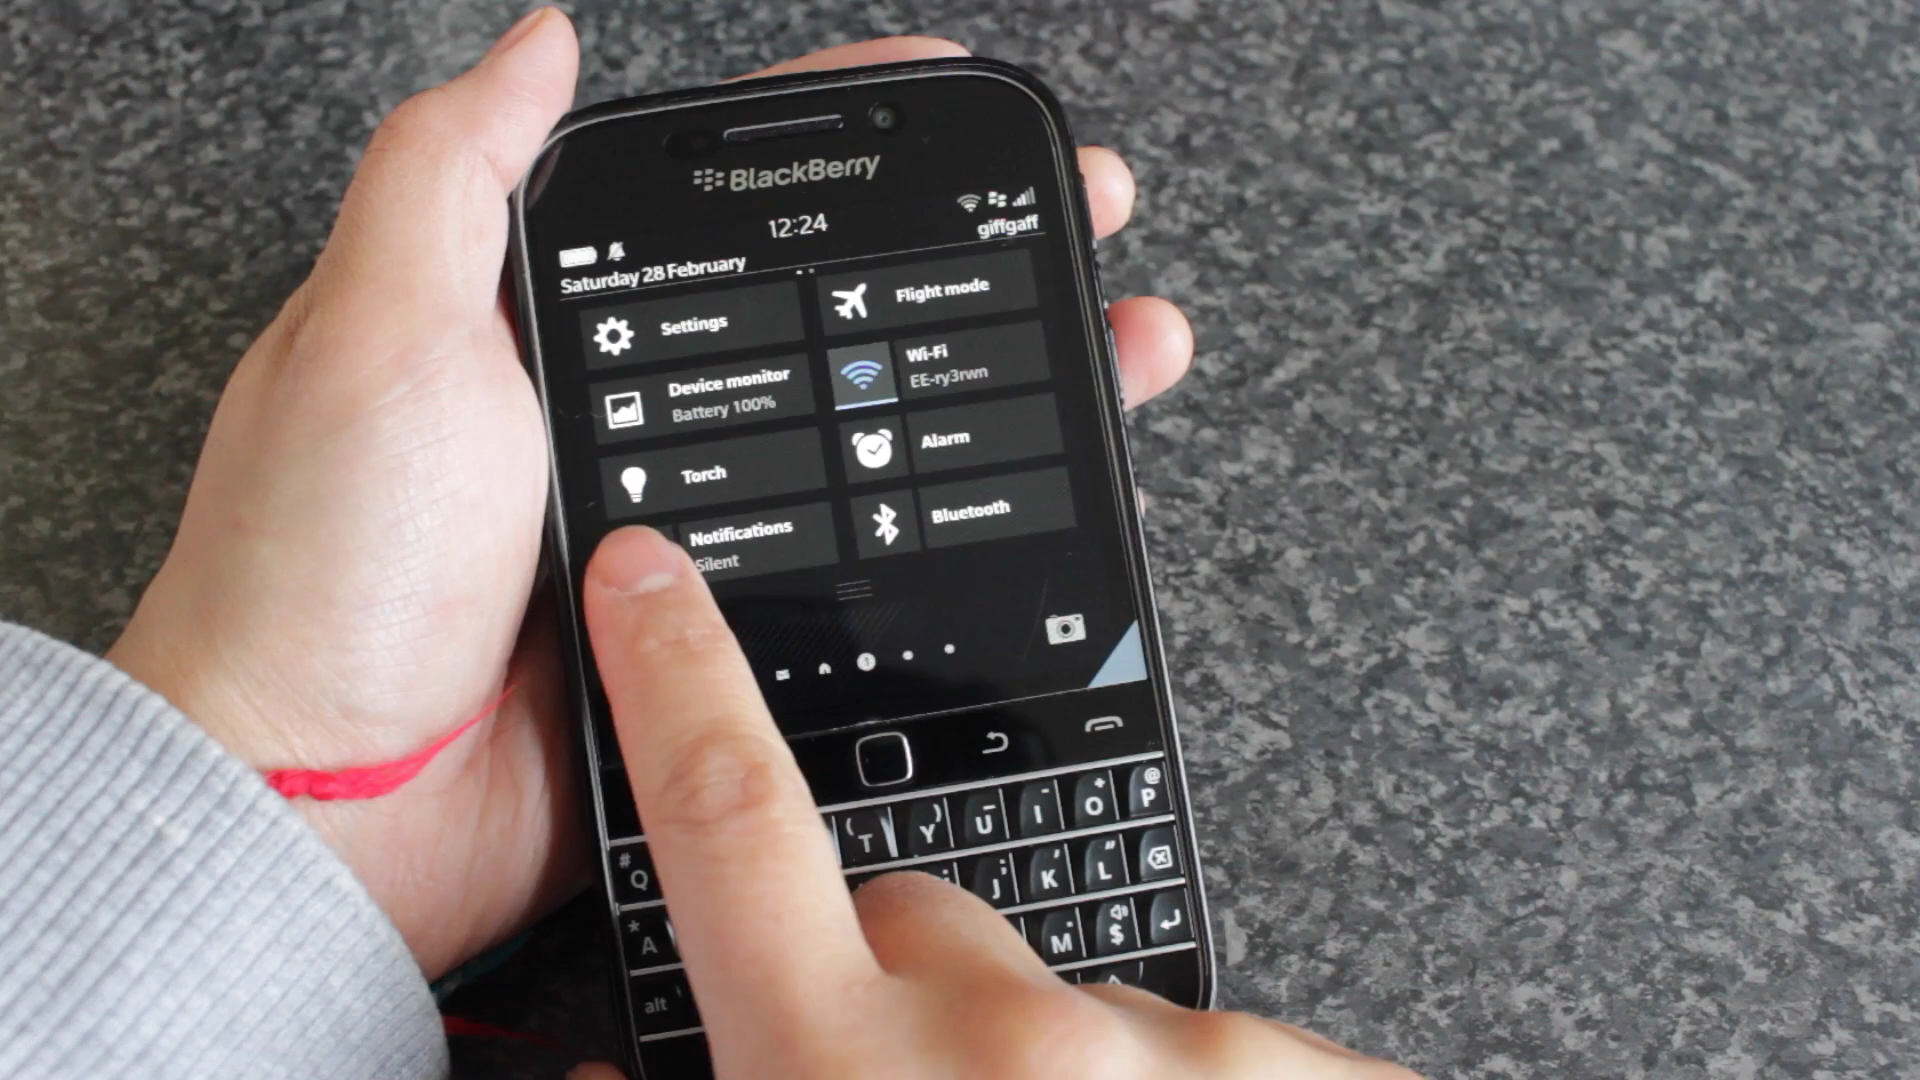 BlackBerry
12:24
giffgaff
Saturday 28 February
Settings
Flight mode
Device monitor
Battery 100%
Wi-Fi
EE-ry3rwn
Torch
Alarm
Notifications
Silent
Bluetooth
( T ) Y _ U - I + O @ P
# Q ; J ' K " L
* A . M $
alt